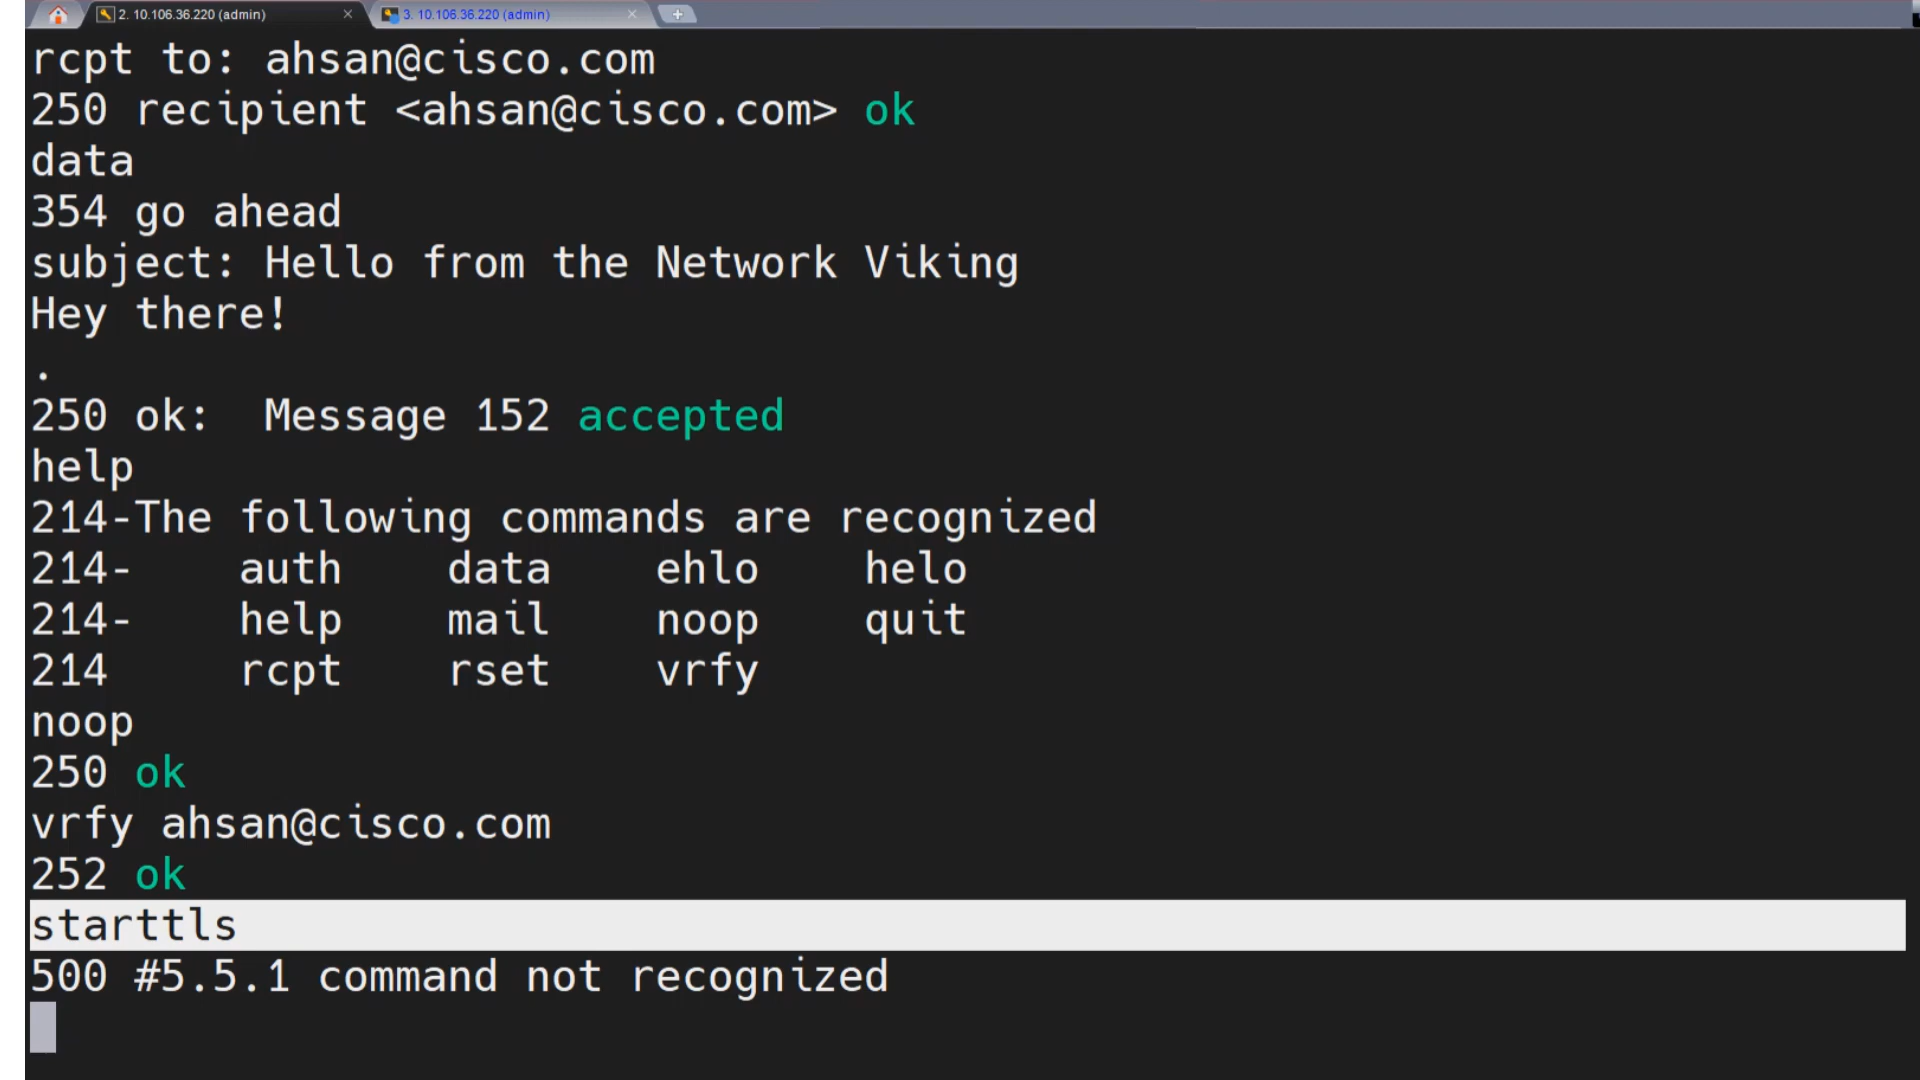 2. 10.106.36.220 (admin) 3. 10.106.36.220 (admin)
rcpt to: ahsan@cisco.com
250 recipient <ahsan@cisco.com> ok
data
354 go ahead
subject: Hello from the Network Viking
Hey there!
.
250 ok:  Message 152 accepted
help
214-The following commands are recognized
214-    auth    data    ehlo    helo
214-    help    mail    noop    quit
214     rcpt    rset    vrfy
noop
250 ok
vrfy ahsan@cisco.com
252 ok
starttls
500 #5.5.1 command not recognized